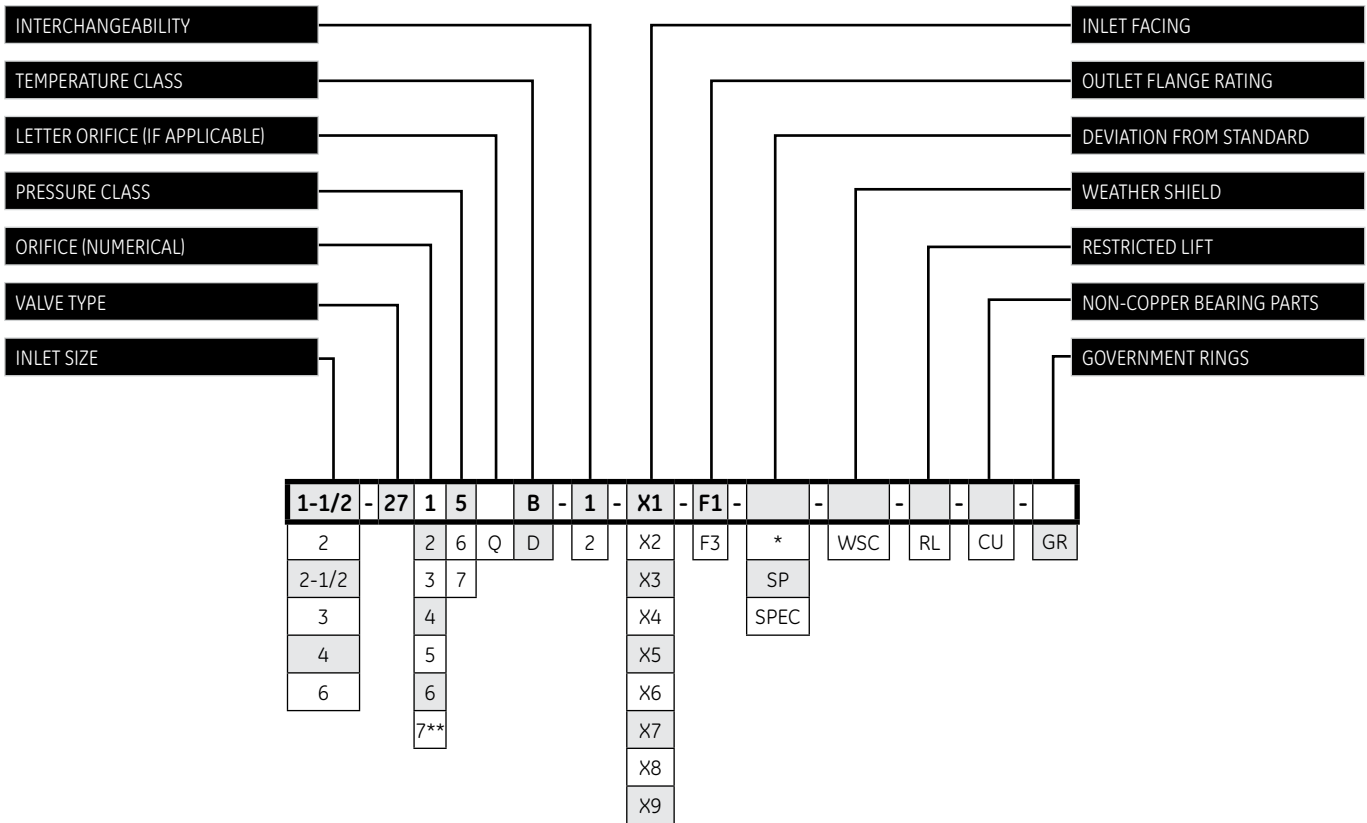 INTERCHANGEABILITY
TEMPERATURE CLASS
LETTER ORIFICE (IF APPLICABLE)
PRESSURE CLASS
ORIFICE (NUMERICAL)
VALVE TYPE
INLET SIZE
INLET FACING
OUTLET FLANGE RATING
DEVIATION FROM STANDARD
WEATHER SHIELD
RESTRICTED LIFT
NON-COPPER BEARING PARTS
GOVERNMENT RINGS
1-1/2 - 27 1 5 B - 1 - X1 - F1 - - - - -
2 2 6 Q D 2 X2 F3 * WSC RL CU GR
2-1/2 3 7 X3 SP
3 4 X4 SPEC
4 5 X5
6 6 X6
7** X7
X8
X9